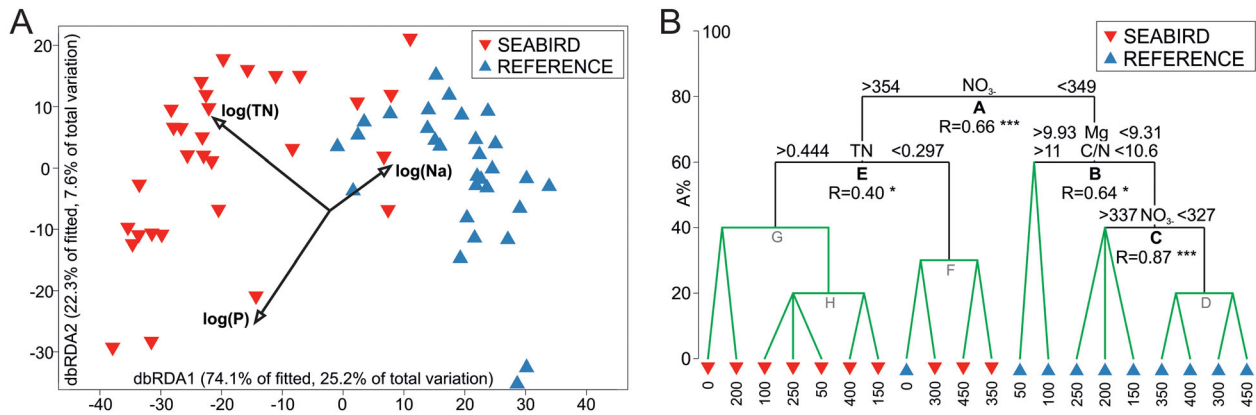 A
SEABIRD
REFERENCE
log(TN)
log(Na)
log(P)
dbRDA2 (22.3% of fitted, 7.6% of total variation)
20
10
0
-10
-20
-30
dbRDA1 (74.1% of fitted, 25.2% of total variation)
-40 -30 -20 -10 0 10 20 30 40
B
SEABIRD
REFERENCE
A%
100
80
60
40
20
0
>354 NO3- <349
A
R=0.66 ***
>9.93 Mg <9.31
>11 C/N <10.6
B
R=0.64 *
>0.444 TN <0.297
E
R=0.40 *
>337 NO3- <327
C
R=0.87 ***
G
F
H
D
0 200 100 250 50 400 150 0 300 450 350 50 100 250 200 150 350 400 300 450